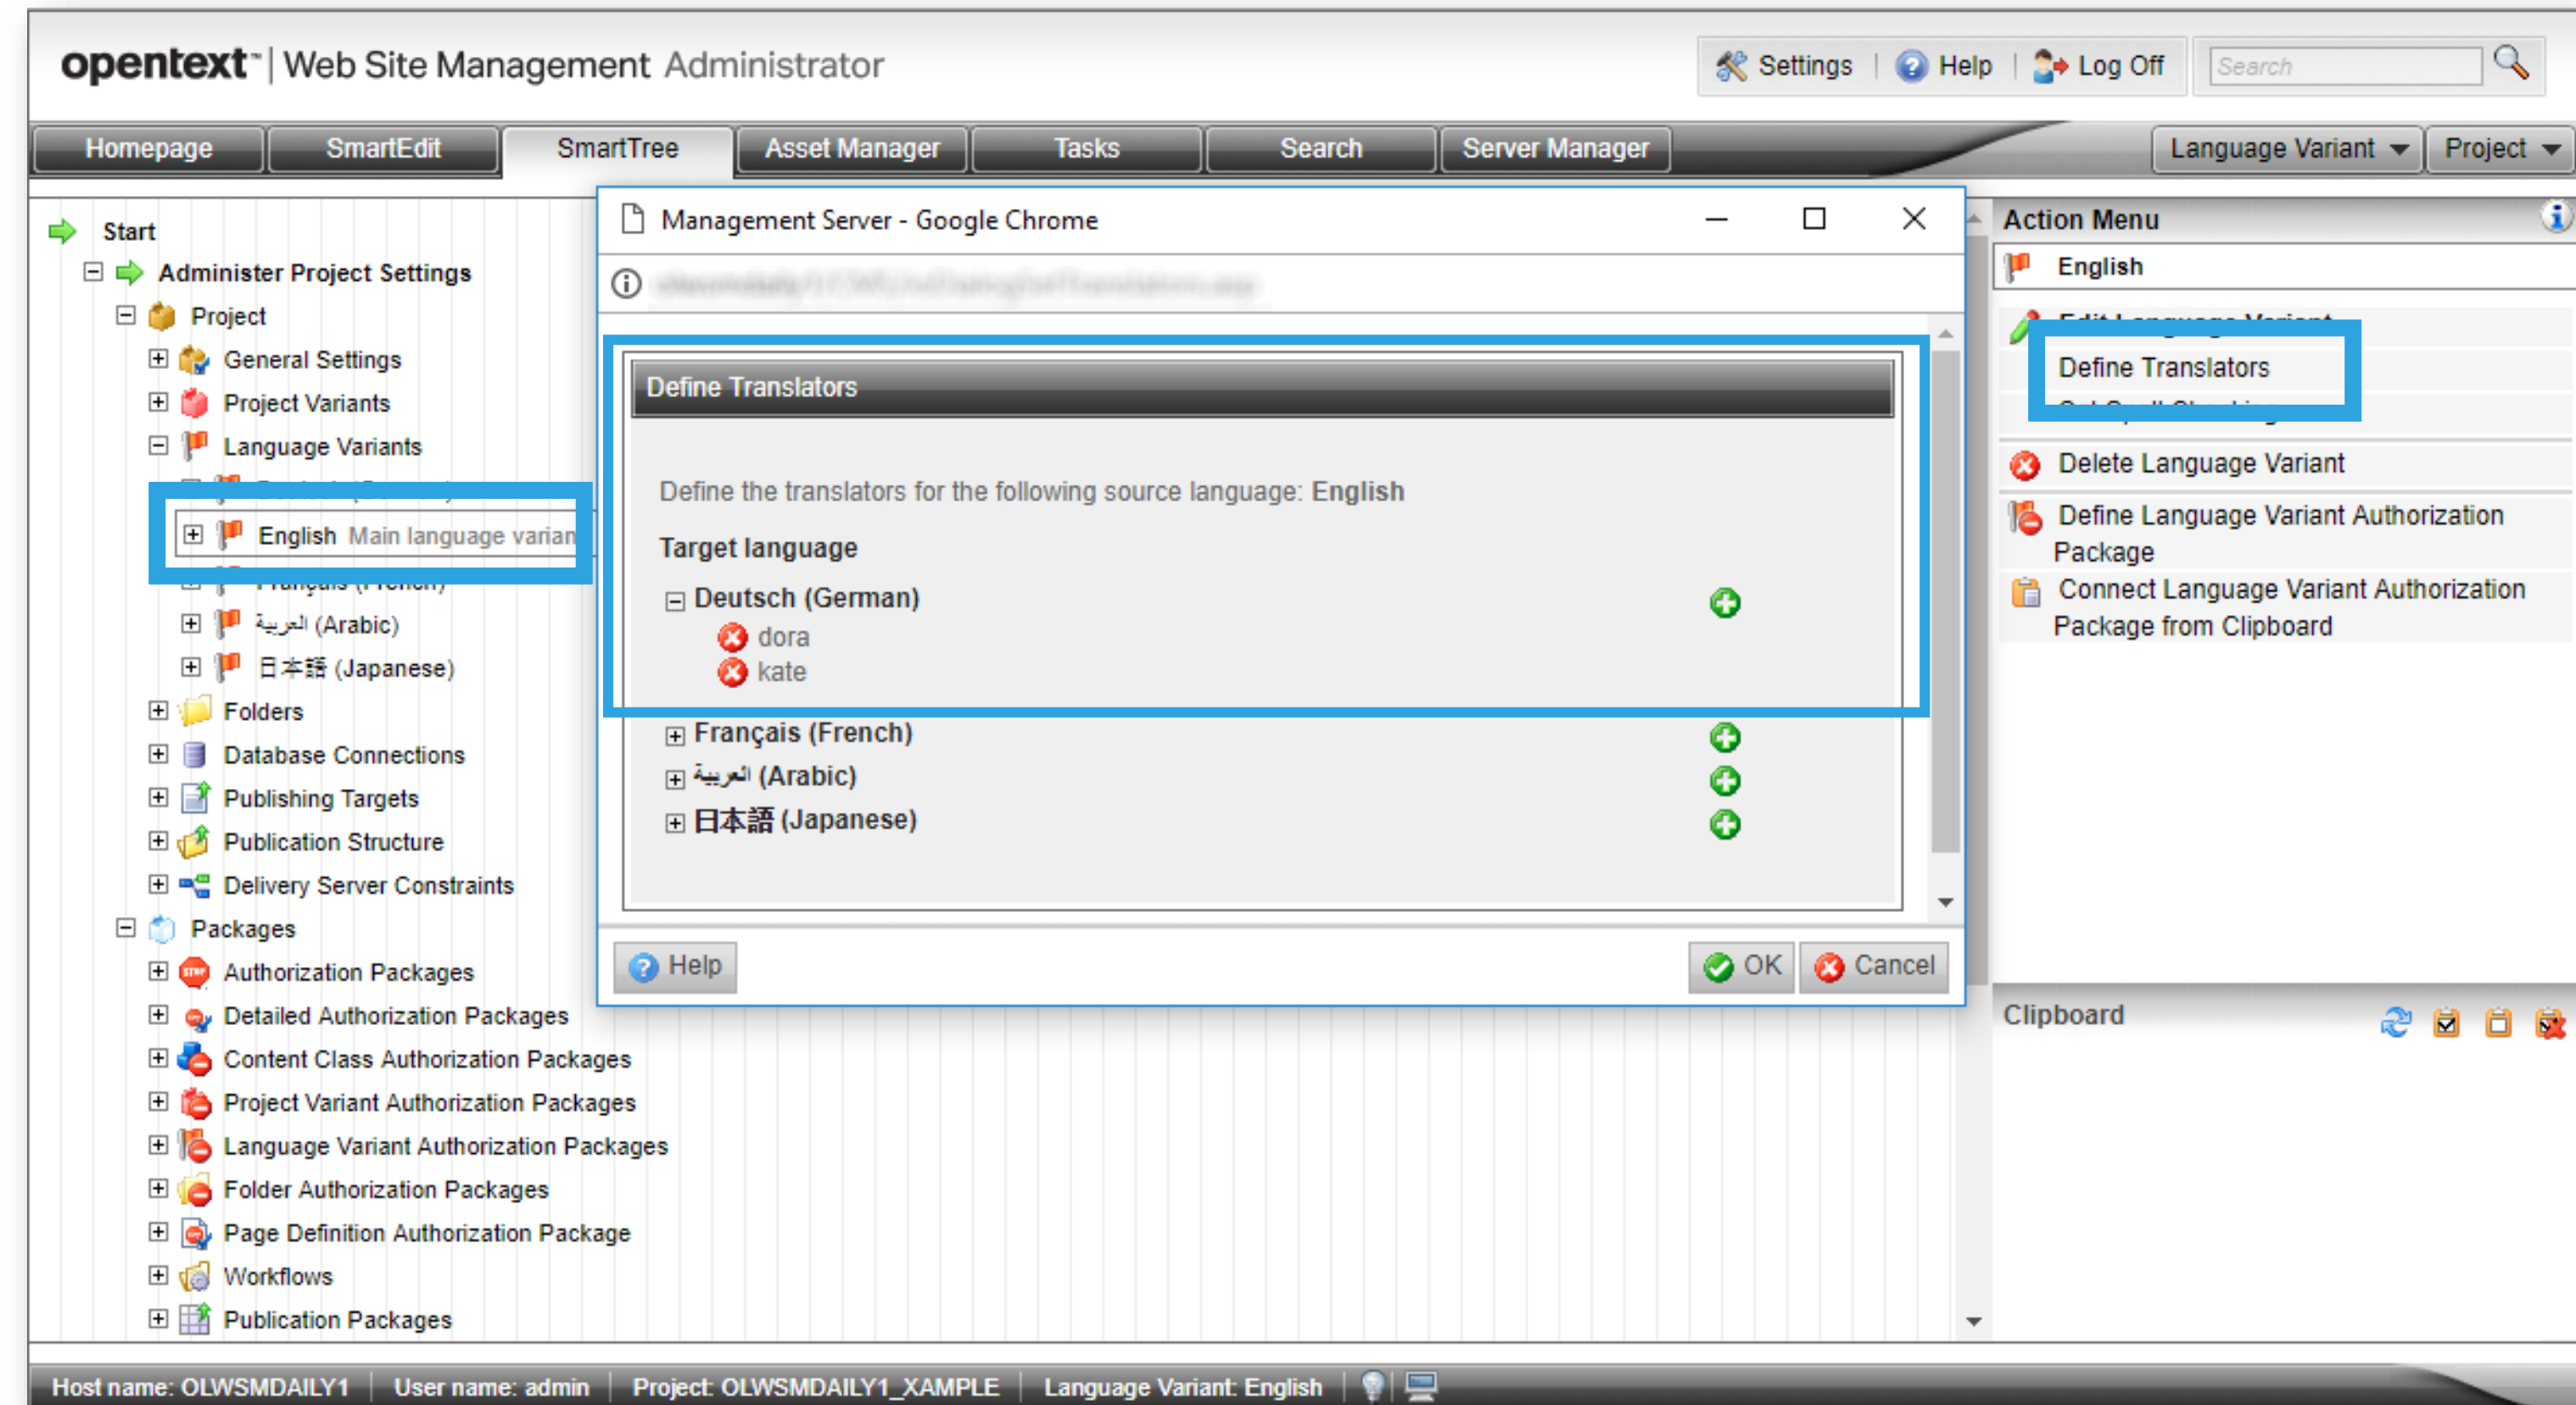 opentext™ | Web Site Management Administrator
Settings | Help | Log Off
Search
Homepage
SmartEdit
SmartTree
Asset Manager
Tasks
Search
Server Manager
Language Variant
Project
Start
Administer Project Settings
Project
General Settings
Project Variants
Language Variants
English Main language varian
Français (French)
العربية (Arabic)
日本語 (Japanese)
Folders
Database Connections
Publishing Targets
Publication Structure
Delivery Server Constraints
Packages
Authorization Packages
Detailed Authorization Packages
Content Class Authorization Packages
Project Variant Authorization Packages
Language Variant Authorization Packages
Folder Authorization Packages
Page Definition Authorization Package
Workflows
Publication Packages
Management Server - Google Chrome
Define Translators
Define the translators for the following source language: English
Target language
Deutsch (German)
dora
kate
Français (French)
العربية (Arabic)
日本語 (Japanese)
Help
OK
Cancel
Action Menu
English
Edit Language Variant
Define Translators
Delete Language Variant
Define Language Variant Authorization
Package
Connect Language Variant Authorization
Package from Clipboard
Clipboard
Host name: OLWSMDAILY1 | User name: admin | Project: OLWSMDAILY1_XAMPLE | Language Variant: English